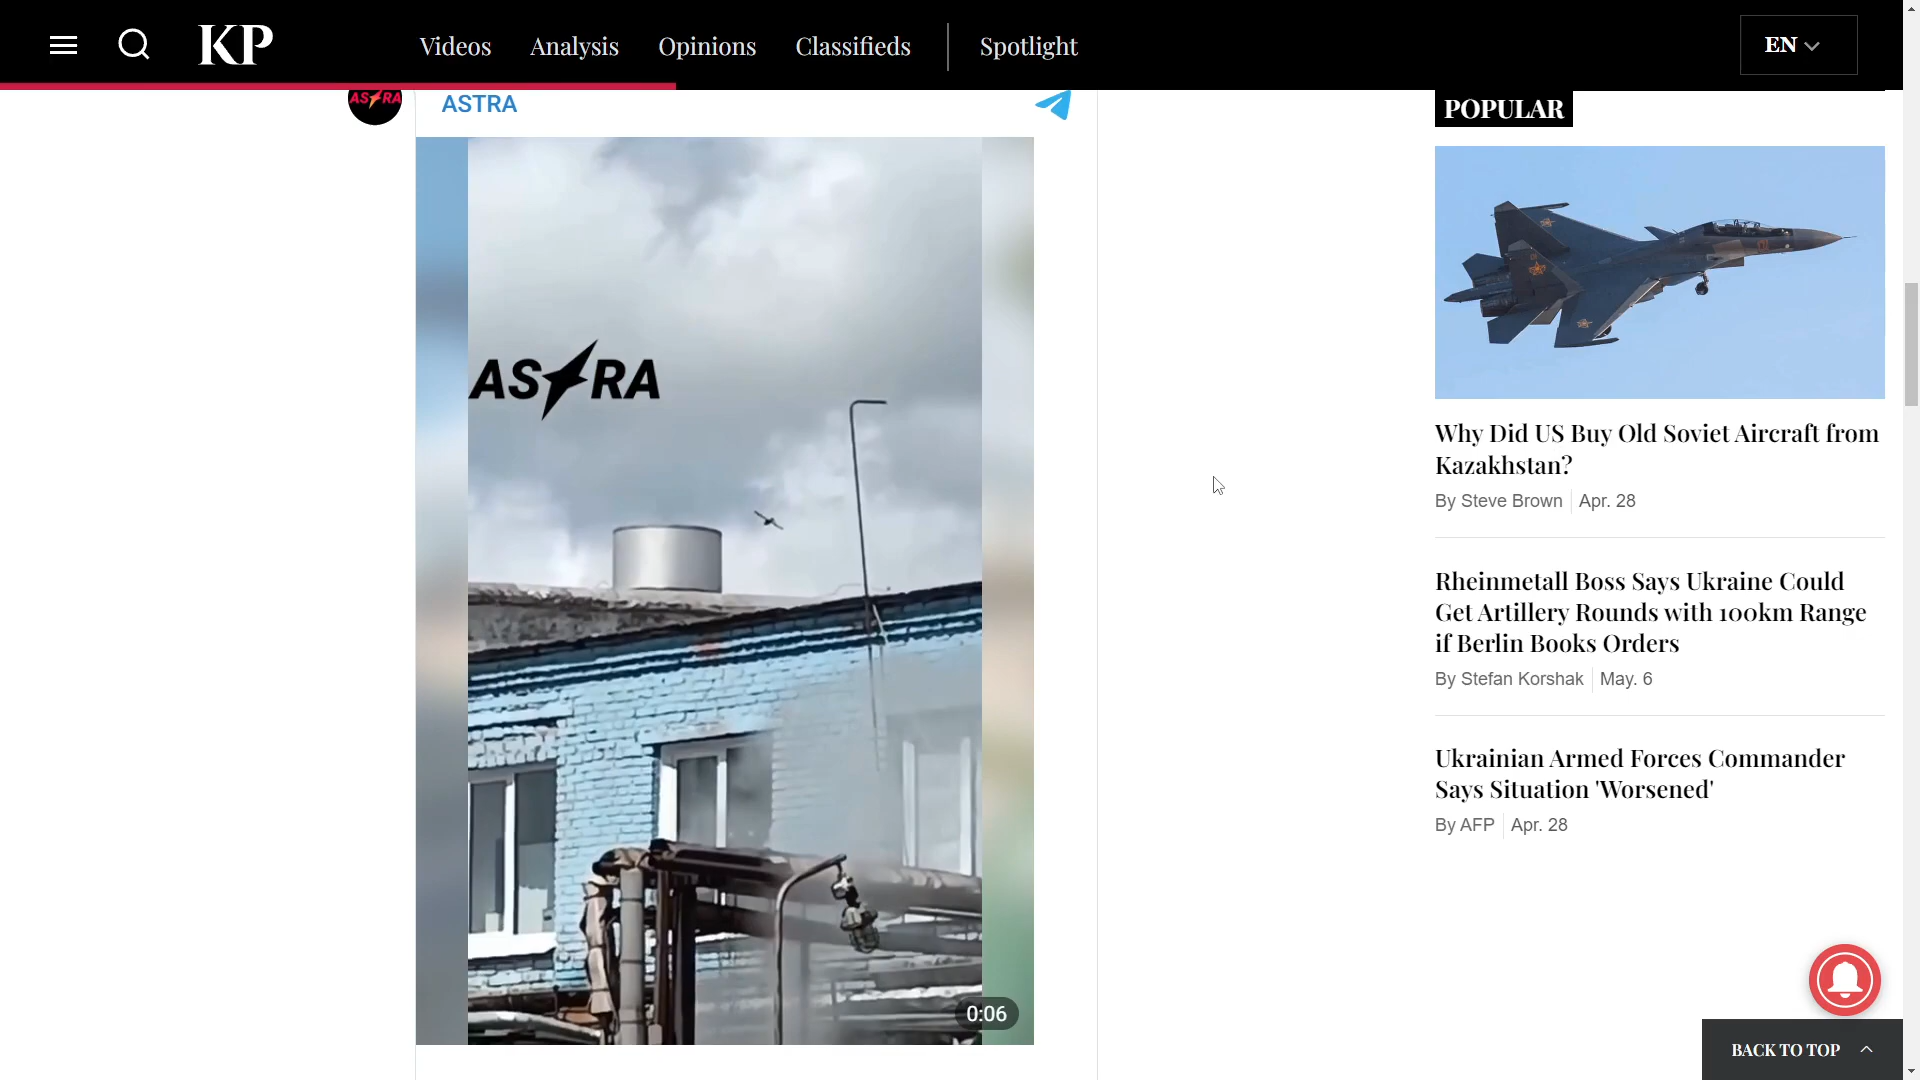 KP
Videos
Analysis
Opinions
Classifieds
Spotlight
EN
ASTRA
ASTRA
ASTRA
0:06
POPULAR
Why Did US Buy Old Soviet Aircraft from
Kazakhstan?
By Steve Brown
Apr. 28
Rheinmetall Boss Says Ukraine Could
Get Artillery Rounds with 100km Range
if Berlin Books Orders
By Stefan Korshak
May. 6
Ukrainian Armed Forces Commander
Says Situation 'Worsened'
By AFP
Apr. 28
BACK TO TOP